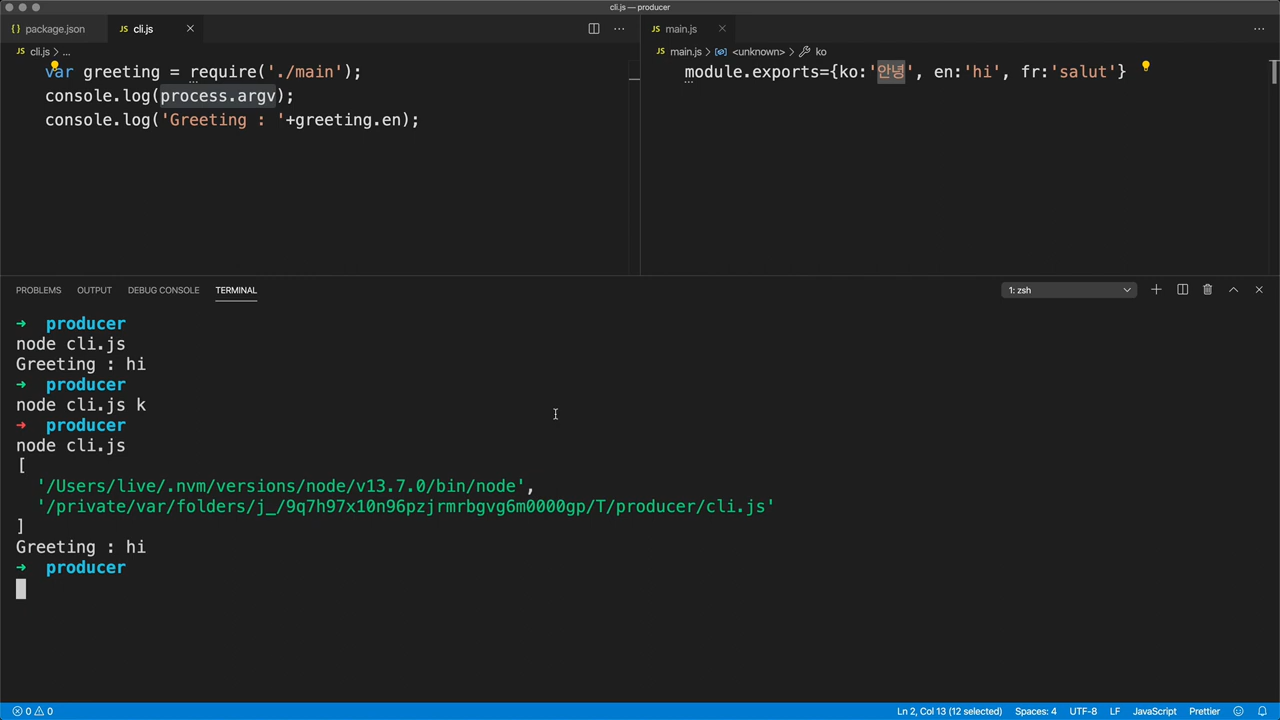 cli.js — producer
{} package.json
JS cli.js
JS main.js
JS cli.js > ...
JS main.js > <unknown> > ko
var greeting = require('./main');
console.log(process.argv);
console.log('Greeting : '+greeting.en);
module.exports={ko:'안녕', en:'hi', fr:'salut'}
PROBLEMS OUTPUT DEBUG CONSOLE TERMINAL
1: zsh
→ producer
node cli.js
Greeting : hi
→ producer
node cli.js k
→ producer
node cli.js
[
'/Users/live/.nvm/versions/node/v13.7.0/bin/node',
'/private/var/folders/j_/9q7h97x10n96pzjrmrbgvg6m0000gp/T/producer/cli.js'
]
Greeting : hi
→ producer
0 0
Ln 2, Col 13 (12 selected) Spaces: 4 UTF-8 LF JavaScript Prettier